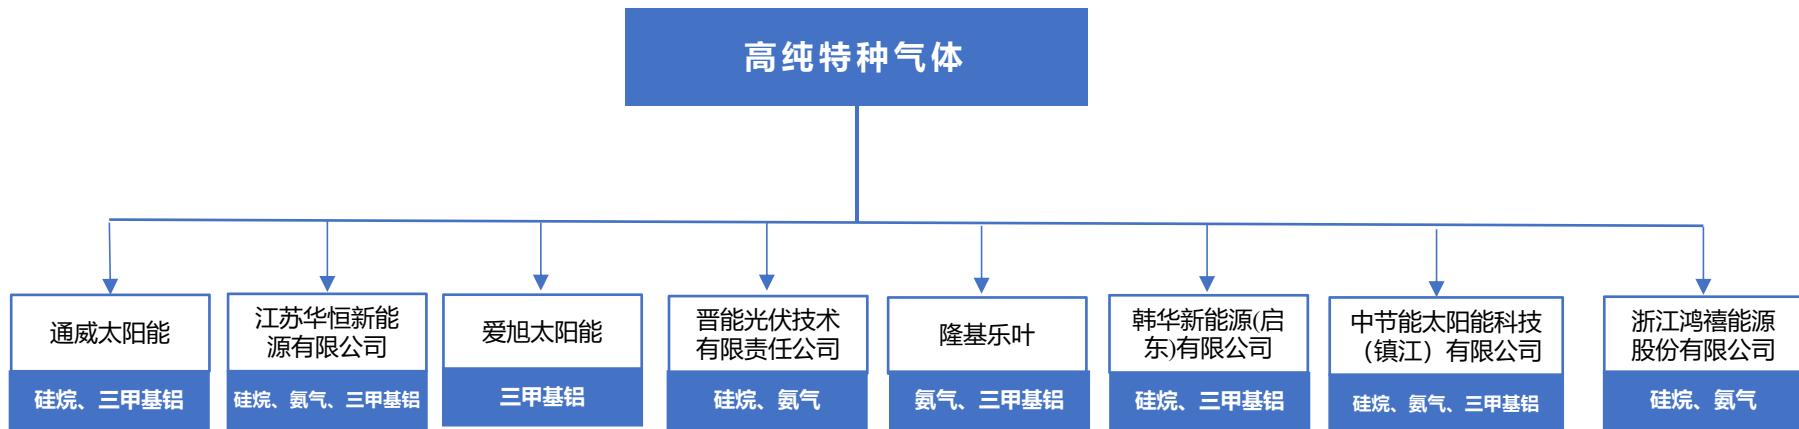 高纯特种气体
通威太阳能
硅烷、三甲基铝
江苏华恒新能
源有限公司
硅烷、氨气、三甲基铝
爱旭太阳能
三甲基铝
晋能光伏技术
有限责任公司
硅烷、氨气
隆基乐叶
氨气、三甲基铝
韩华新能源(启
东)有限公司
硅烷、三甲基铝
中节能太阳能科技
（镇江）有限公司
硅烷、氨气、三甲基铝
浙江鸿禧能源
股份有限公司
硅烷、氨气